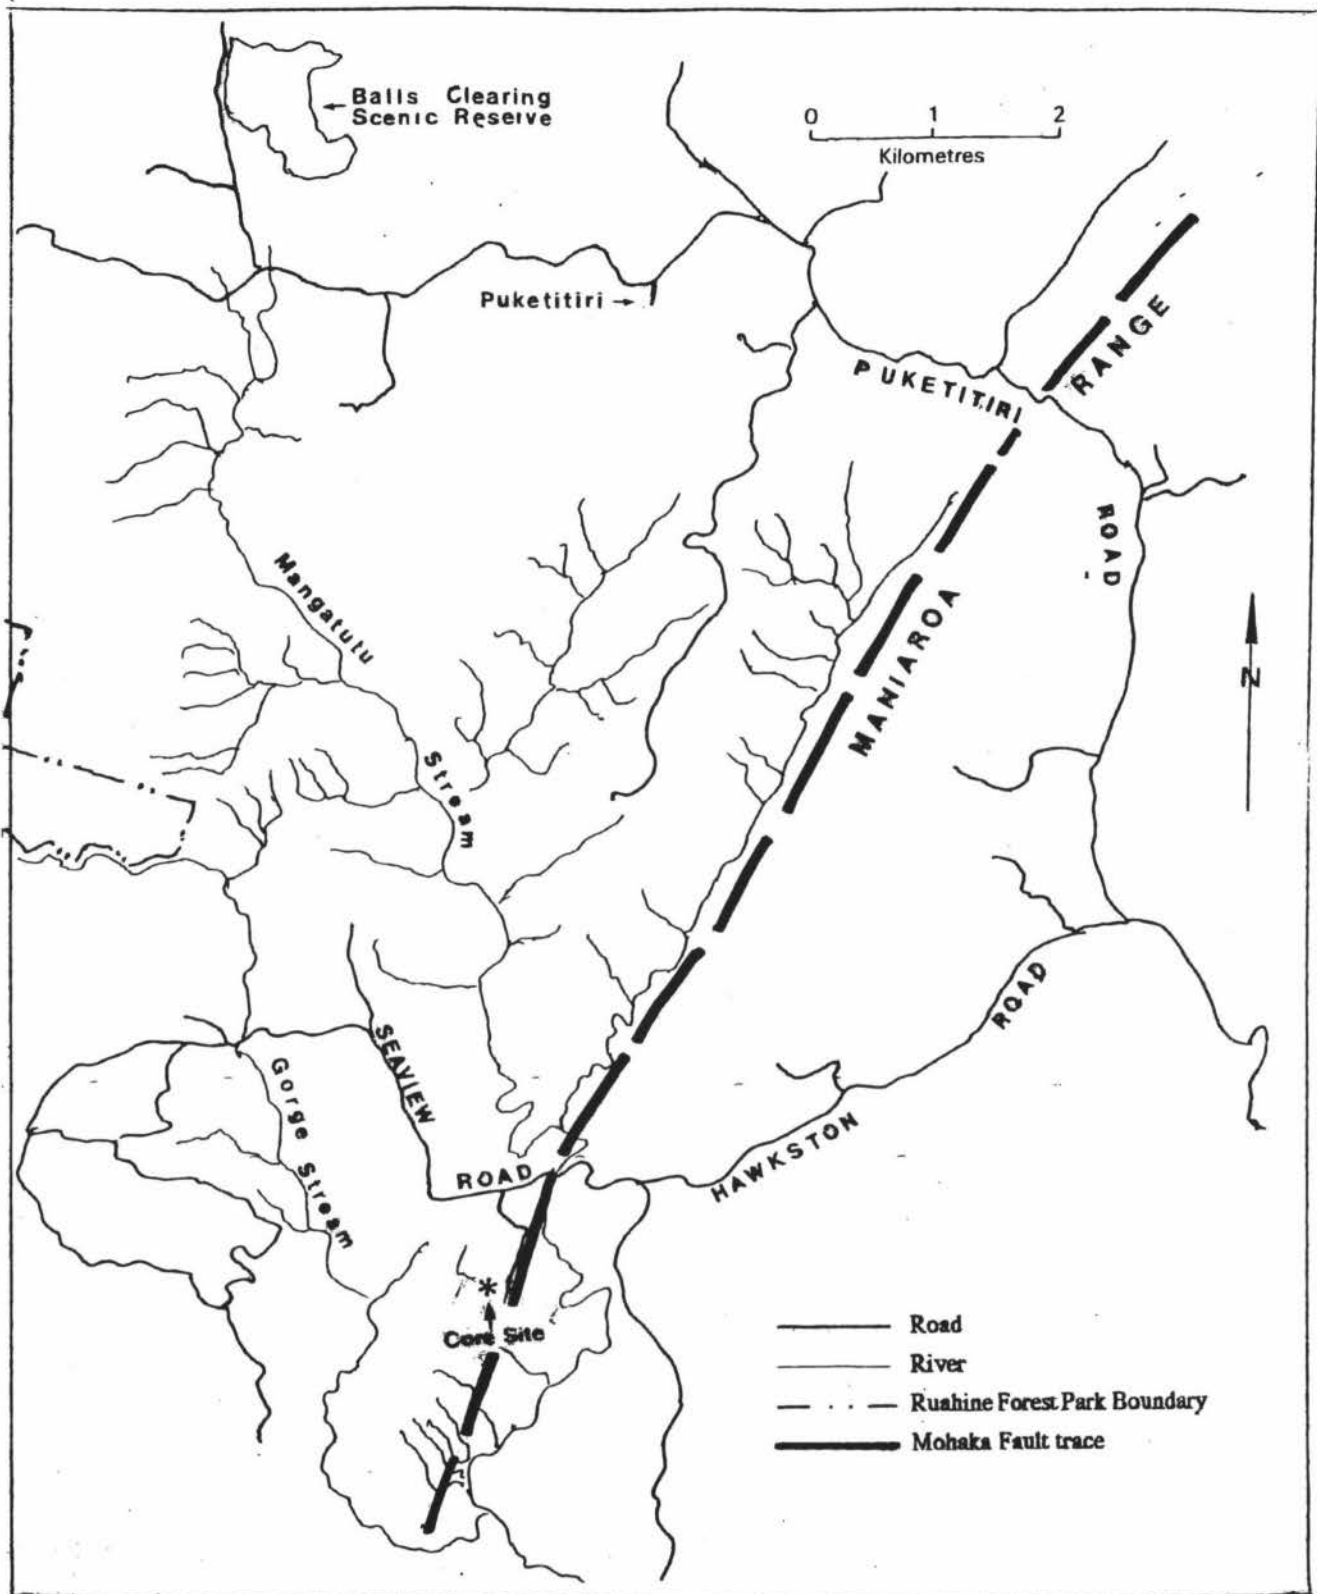 Balls Clearing
Scenic Reserve
0 1 2
Kilometres
Puketitiri
PUKETITIRI
ROAD
MANIAROA
RANGE
Mangatutu
Stream
N
SEAVIEW
ROAD
Gorge Stream
HAWKSTON
ROAD
Core Site
Road
River
Ruahine Forest Park Boundary
Mohaka Fault trace